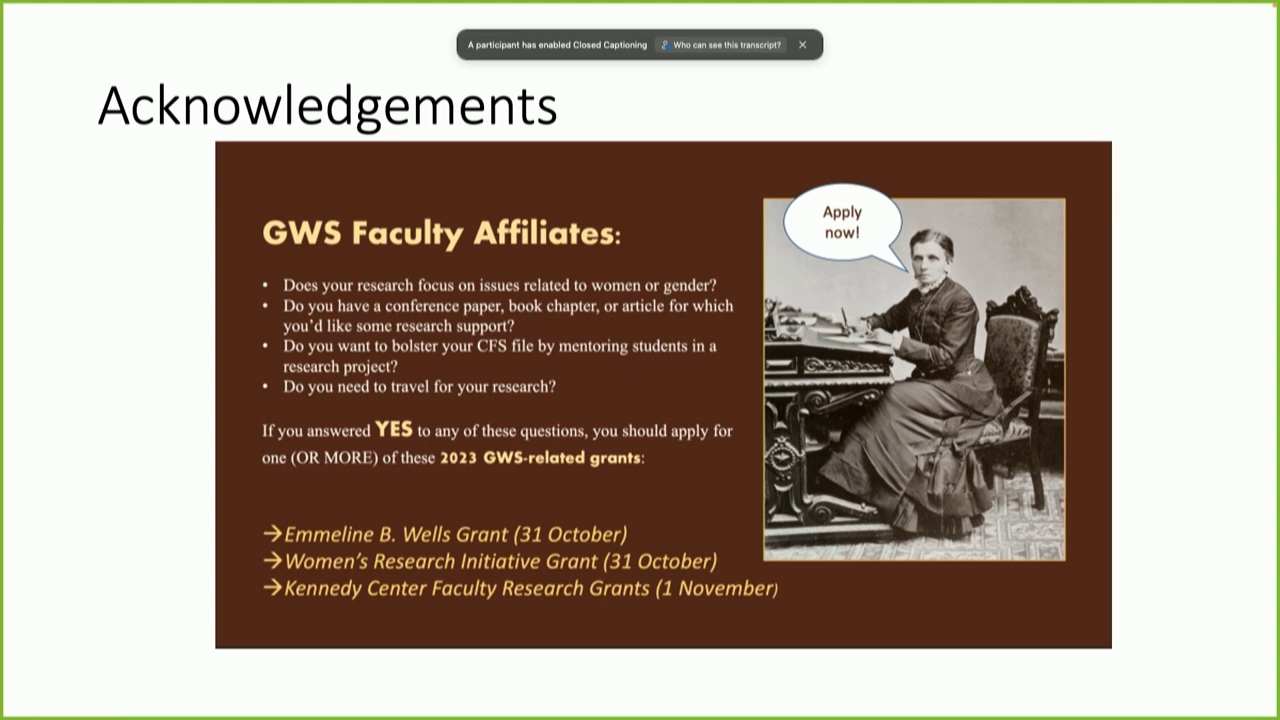 A participant has enabled Closed Captioning Who can see this transcript?
Acknowledgements
Apply
now!
GWS Faculty Affiliates:
• Does your research focus on issues related to women or gender?
• Do you have a conference paper, book chapter, or article for which
you'd like some research support?
• Do you want to bolster your CFS file by mentoring students in a
research project?
• Do you need to travel for your research?
If you answered YES to any of these questions, you should apply for
one (OR MORE) of these 2023 GWS-related grants:
→Emmeline B. Wells Grant (31 October)
→Women's Research Initiative Grant (31 October)
→Kennedy Center Faculty Research Grants (1 November)